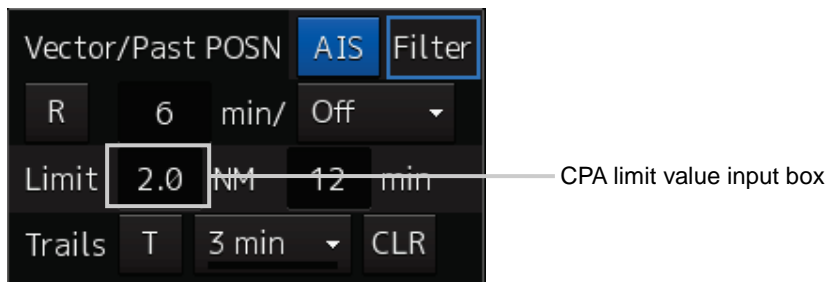 Vector/Past POSN AIS Filter
R 6 min/ Off
Limit 2.0 NM 12 min
CPA limit value input box
Trails T 3 min CLR